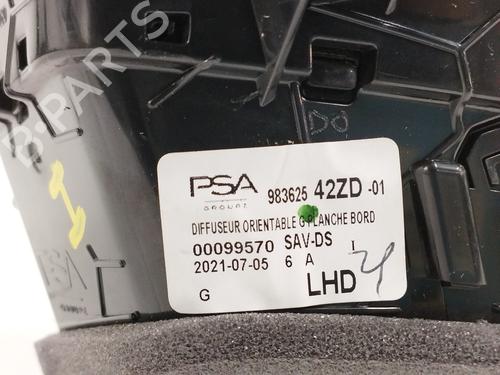 B-PARTS
DO
PSA
GROUPE
983625 42ZD -01
DIFFUSEUR ORIENTABLE G PLANCHE BORD
00099570 SAV-DS I
2021-07-05 6 A
G LHD
PSA